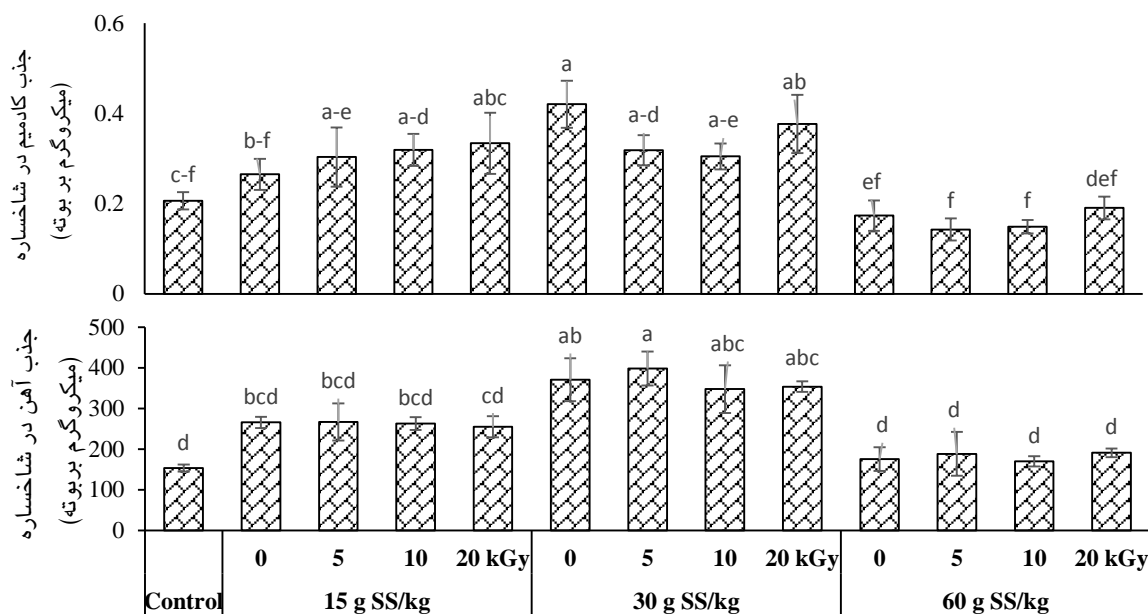 جذب کادمیم در شاخساره
(میکروگرم بر بوته)
0.6
0.4
0.2
0
c-f
b-f
a-e
a-d
abc
a
a-d
a-e
ab
ef
f
f
def
جذب آهن در شاخساره
(میکروگرم بر بوته)
500
400
300
200
100
0
d
bcd
bcd
bcd
cd
ab
a
abc
abc
d
d
d
d
0 5 10 20 kGy 0 5 10 20 kGy 0 5 10 20 kGy
Control 15 g SS/kg 30 g SS/kg 60 g SS/kg